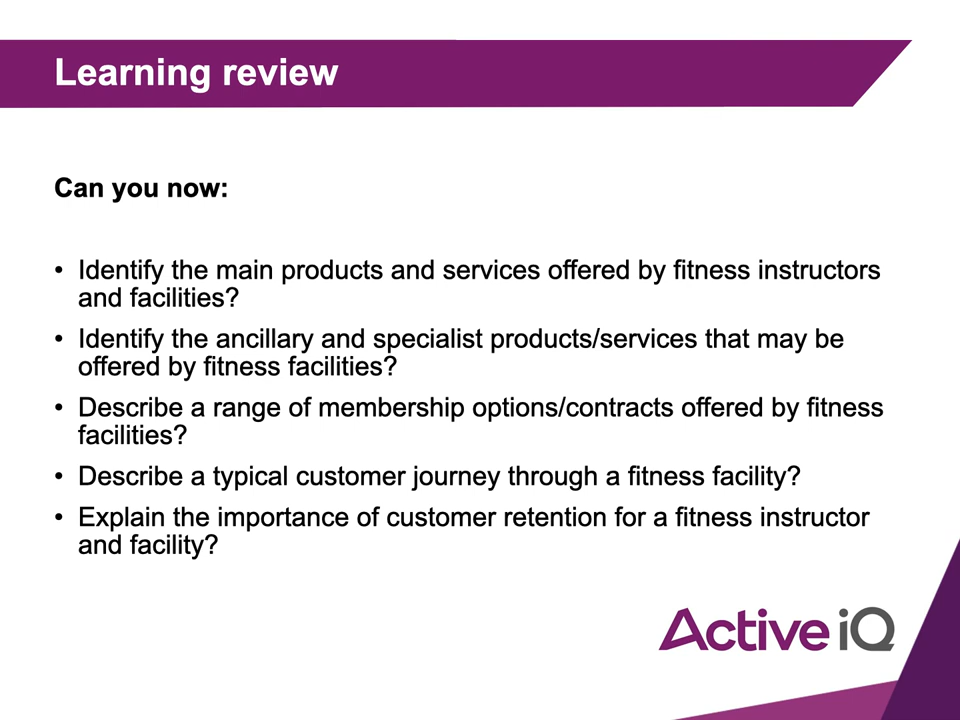 Learning review
Can you now:
• Identify the main products and services offered by fitness instructors
and facilities?
• Identify the ancillary and specialist products/services that may be
offered by fitness facilities?
• Describe a range of membership options/contracts offered by fitness
facilities?
• Describe a typical customer journey through a fitness facility?
• Explain the importance of customer retention for a fitness instructor
and facility?
Active iQ